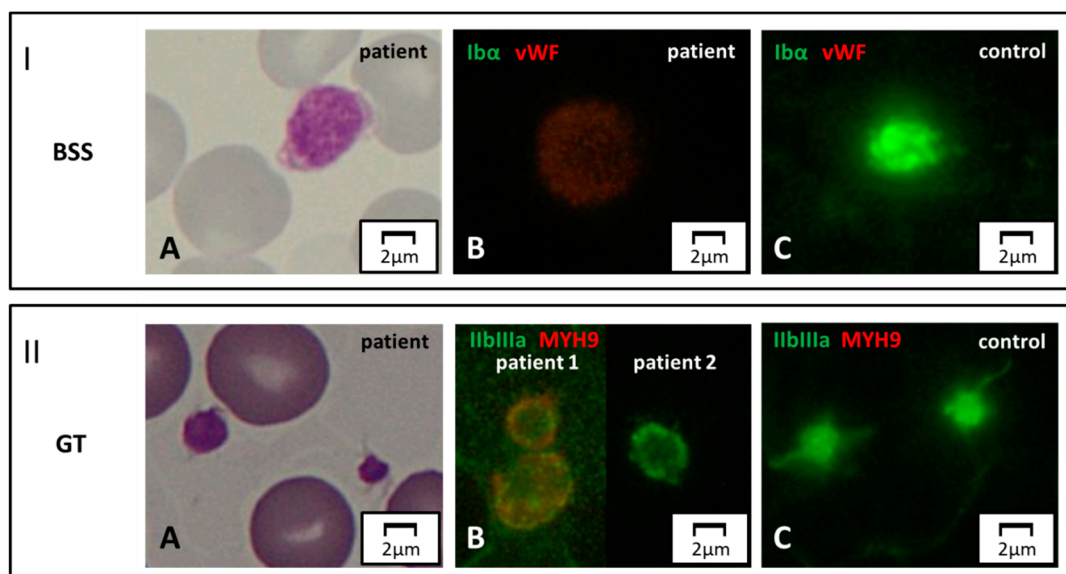 I
BSS
patient
A
2µm
Ibα vWF patient
B
2µm
Ibα vWF control
C
2µm
II
GT
patient
A
2µm
IIbIIIa MYH9
patient 1 patient 2
B
2µm
IIbIIIa MYH9 control
C
2µm